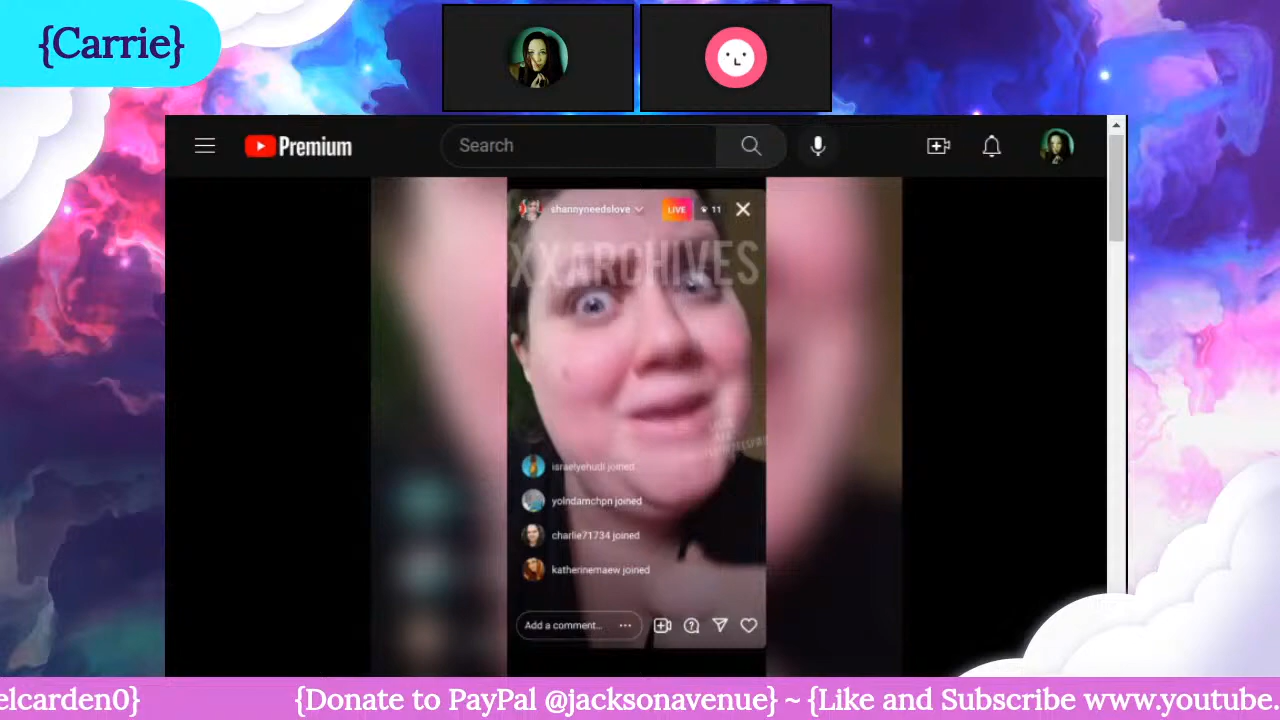 {Carrie}
Premium
Search
shannyneedslove
LIVE
11
XXARCHIVES
israelyehudi joined
yolndamchpn joined
charlie71734 joined
katherinemaew joined
Add a comment...
elcarden0} {Donate to PayPal @jacksonavenue} ~ {Like and Subscribe www.youtube.